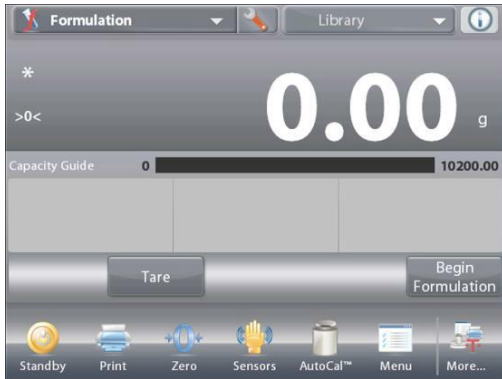 Formulation
Library
*
>0<
0.00 g
Capacity Guide 0 10200.00
Tare
Begin
Formulation
Standby Print Zero Sensors AutoCal™ Menu More...